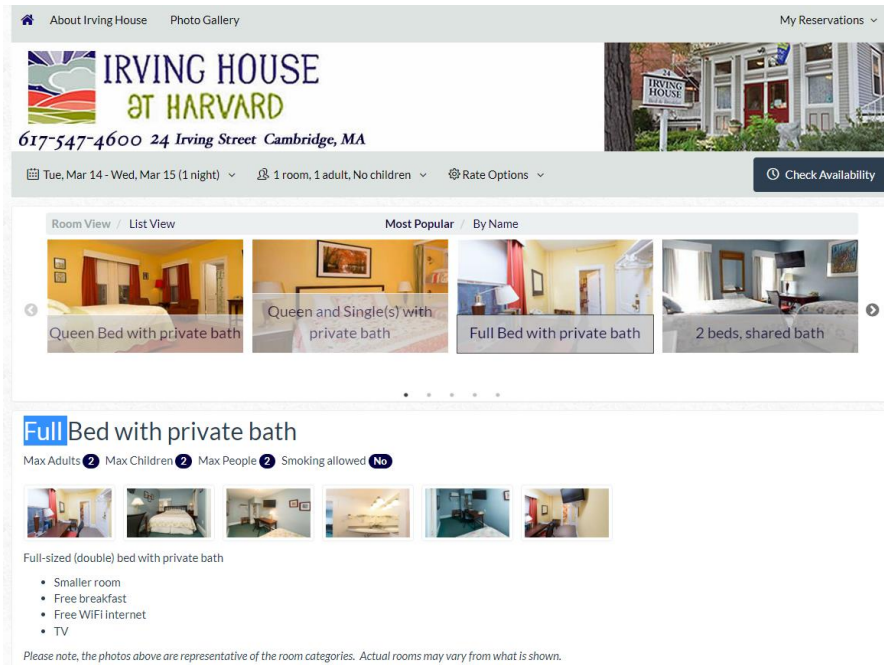 About Irving House Photo Gallery My Reservations
IRVING HOUSE
AT HARVARD
617-547-4600 24 Irving Street Cambridge, MA
24
IRVING
HOUSE
Bed & Breakfast
Tue, Mar 14 - Wed, Mar 15 (1 night) 1 room, 1 adult, No children Rate Options Check Availability
Room View / List View Most Popular / By Name
Queen Bed with private bath
Queen and Single(s) with
private bath
Full Bed with private bath
2 beds, shared bath
Full Bed with private bath
Max Adults 2 Max Children 2 Max People 2 Smoking allowed No
Full-sized (double) bed with private bath
• Smaller room
• Free breakfast
• Free WiFi internet
• TV
Please note, the photos above are representative of the room categories. Actual rooms may vary from what is shown.